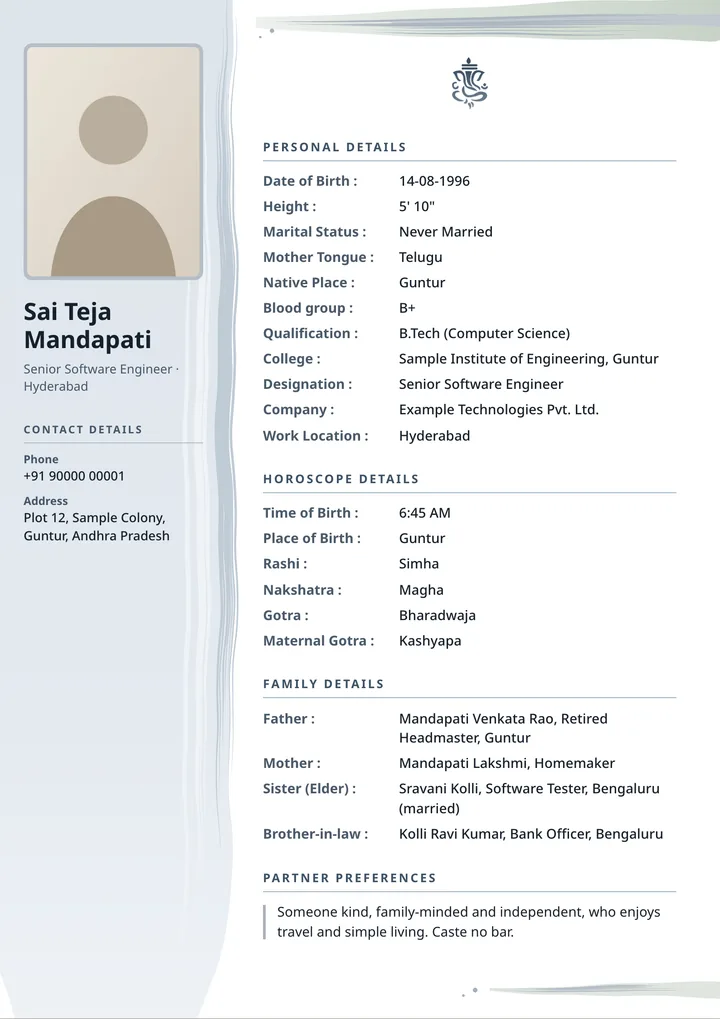 Sai Teja
Mandapati
Senior Software Engineer ·
Hyderabad
CONTACT DETAILS
Phone
+91 90000 00001
Address
Plot 12, Sample Colony,
Guntur, Andhra Pradesh
PERSONAL DETAILS
Date of Birth : 14-08-1996
Height : 5' 10"
Marital Status : Never Married
Mother Tongue : Telugu
Native Place : Guntur
Blood group : B+
Qualification : B.Tech (Computer Science)
College : Sample Institute of Engineering, Guntur
Designation : Senior Software Engineer
Company : Example Technologies Pvt. Ltd.
Work Location : Hyderabad
HOROSCOPE DETAILS
Time of Birth : 6:45 AM
Place of Birth : Guntur
Rashi : Simha
Nakshatra : Magha
Gotra : Bharadwaja
Maternal Gotra : Kashyapa
FAMILY DETAILS
Father : Mandapati Venkata Rao, Retired
Headmaster, Guntur
Mother : Mandapati Lakshmi, Homemaker
Sister (Elder) : Sravani Kolli, Software Tester, Bengaluru
(married)
Brother-in-law : Kolli Ravi Kumar, Bank Officer, Bengaluru
PARTNER PREFERENCES
Someone kind, family-minded and independent, who enjoys
travel and simple living. Caste no bar.